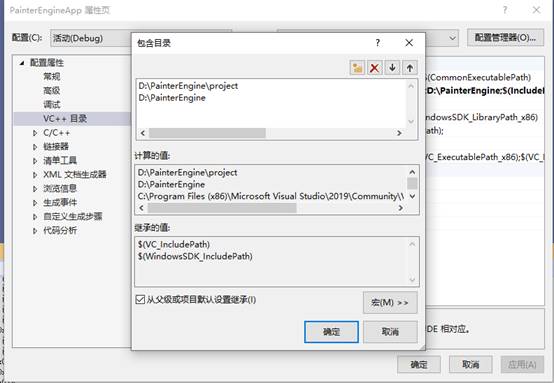 PainterEngineApp 属性页
配置(C):
活动(Debug)
配置管理器(O)...
配置属性
常规
高级
调试
VC++ 目录
C/C++
链接器
清单工具
XML 文档生成器
浏览信息
生成事件
自定义生成步骤
代码分析
$(CommonExecutablePath)
D:\PainterEngine;$(Include
indowsSDK_LibraryPath_x86)
th);
/C_ExecutablePath_x86);$(VC_I
DE 相对应。
确定
取消
应用(A)
包含目录
D:\PainterEngine\project
D:\PainterEngine
计算的值:
D:\PainterEngine\project
D:\PainterEngine
C:\Program Files (x86)\Microsoft Visual Studio\2019\Community\\
继承的值:
$(VC_IncludePath)
$(WindowsSDK_IncludePath)
从父级或项目默认设置继承(I)
宏(M) >>
确定
取消